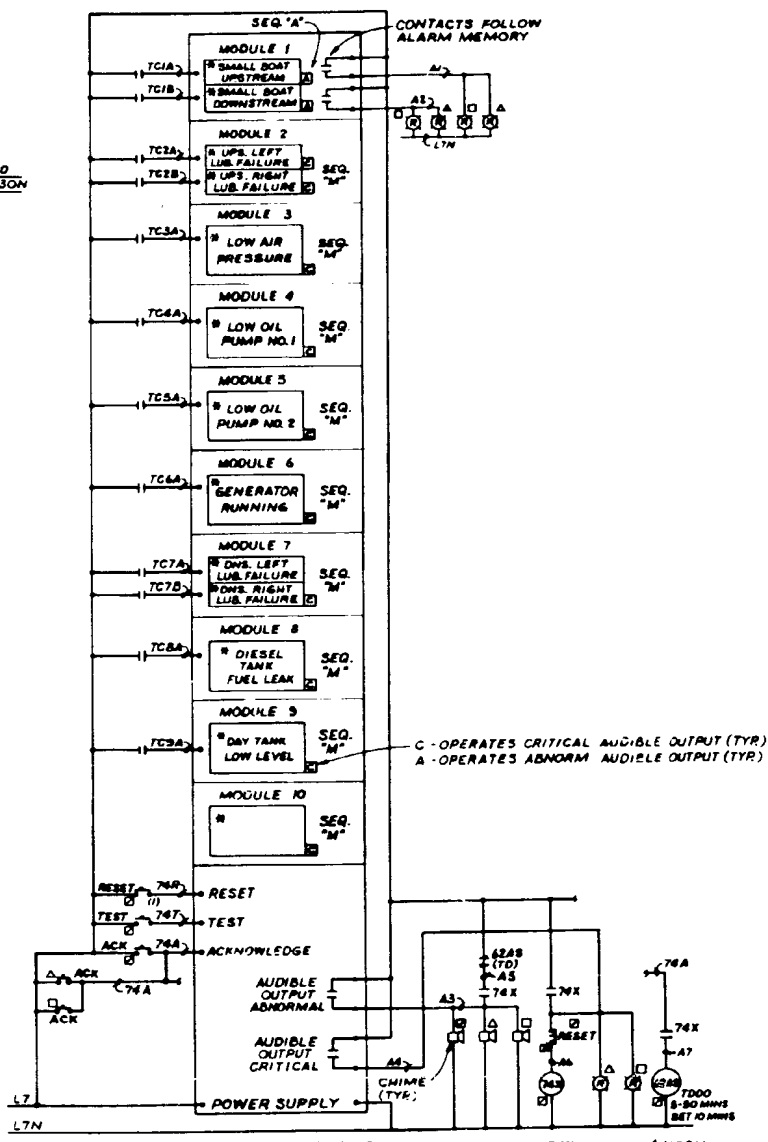 SEQ. "A"
CONTACTS FOLLOW
ALARM MEMORY
MODULE 1
TC1A
* SMALL BOAT
UPSTREAM
A
TC1B
* SMALL BOAT
DOWNSTREAM
A
A1
A2
R R R R
L7N
MODULE 2
TC2A
* UPS. LEFT
LUB. FAILURE
C
TC2B
* UPS. RIGHT
LUB. FAILURE
C
SEQ.
"M"
MODULE 3
TC3A
* LOW AIR
PRESSURE
C
SEQ.
"M"
MODULE 4
TC4A
* LOW OIL
PUMP NO. 1
C
SEQ.
"M"
MODULE 5
TC5A
* LOW OIL
PUMP NO. 2
C
SEQ.
"M"
MODULE 6
TC6A
* GENERATOR
RUNNING
C
SEQ.
"M"
MODULE 7
TC7A
* DNS. LEFT
LUB. FAILURE
TC7B
* DNS. RIGHT
LUB. FAILURE
C
SEQ.
"M"
MODULE 8
TC8A
* DIESEL
TANK
FUEL LEAK
C
SEQ.
"M"
MODULE 9
TC9A
* DAY TANK
LOW LEVEL
C
SEQ.
"M"
C - OPERATES CRITICAL AUDIBLE OUTPUT (TYP.)
A - OPERATES ABNORM AUDIBLE OUTPUT (TYP.)
MODULE 10
*
C
SEQ.
"M"
RESET
74R
(1)
RESET
TEST
74T
TEST
ACK
74A
ACKNOWLEDGE
ACK
74A
ACK
AUDIBLE
OUTPUT
ABNORMAL
AUDIBLE
OUTPUT
CRITICAL
A3
A4
CHIME
(TYP.)
62AS
(TD)
A5
74X
74X
RESET
A6
74X
R R
74A
74X
A7
62AS
TDDO
SET 10 MINS
L7
POWER SUPPLY
L7N